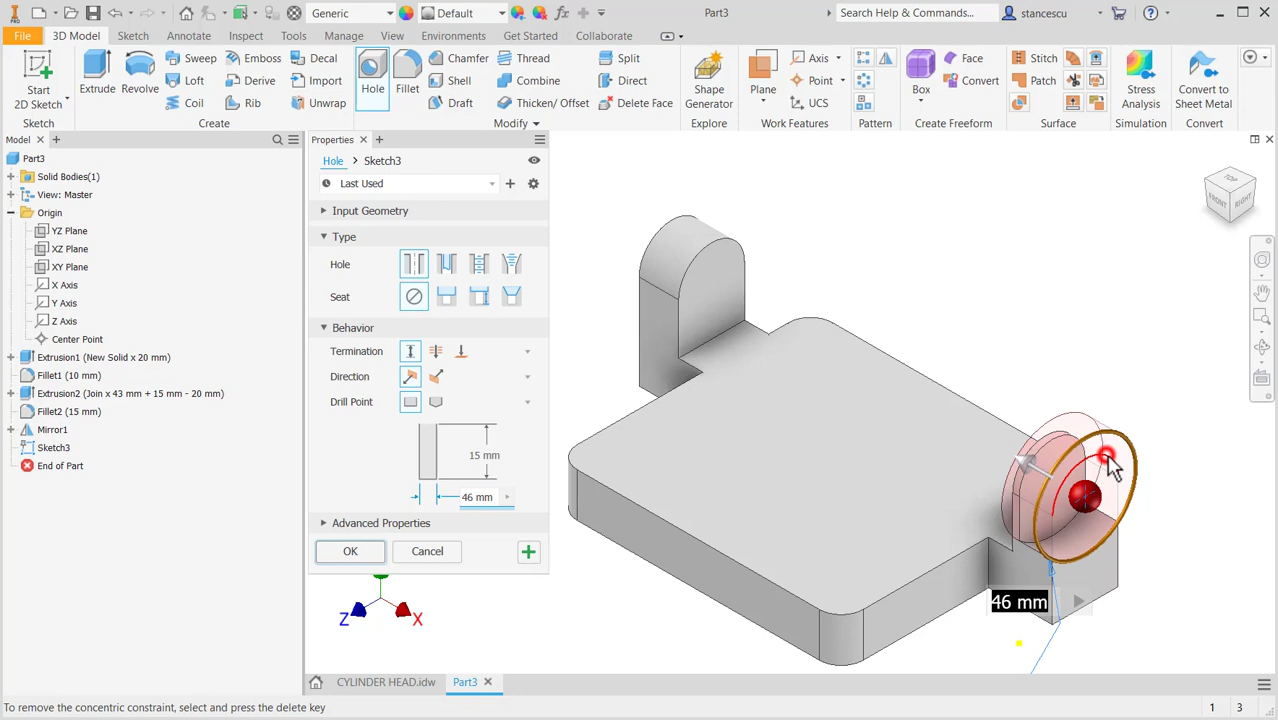 PRO
Generic
Default
fx
Part3
Search Help & Commands...
stancescu
File
3D Model
Sketch
Annotate
Inspect
Tools
Manage
View
Environments
Get Started
Collaborate
Start
2D Sketch
Extrude
Revolve
Sweep
Emboss
Decal
Loft
Derive
Import
Coil
Rib
Unwrap
Hole
Fillet
Chamfer
Thread
Split
Shell
Combine
Direct
Draft
Thicken/ Offset
Delete Face
Shape
Generator
Plane
Axis
Point
UCS
Box
Face
Convert
Stitch
Patch
Stress
Analysis
Convert to
Sheet Metal
Sketch
Create
Modify
Explore
Work Features
Pattern
Create Freeform
Surface
Simulation
Convert
Model
Part3
Solid Bodies(1)
View: Master
Origin
YZ Plane
XZ Plane
XY Plane
X Axis
Y Axis
Z Axis
Center Point
Extrusion1 (New Solid x 20 mm)
Fillet1 (10 mm)
Extrusion2 (Join x 43 mm + 15 mm - 20 mm)
Fillet2 (15 mm)
Mirror1
Sketch3
End of Part
Properties
Hole
Sketch3
Last Used
Input Geometry
Type
Hole
Seat
Behavior
Termination
Direction
Drill Point
15 mm
46 mm
Advanced Properties
OK
Cancel
TOP
FRONT
RIGHT
46 mm
Z
X
CYLINDER HEAD.idw
Part3
To remove the concentric constraint, select and press the delete key
1
3